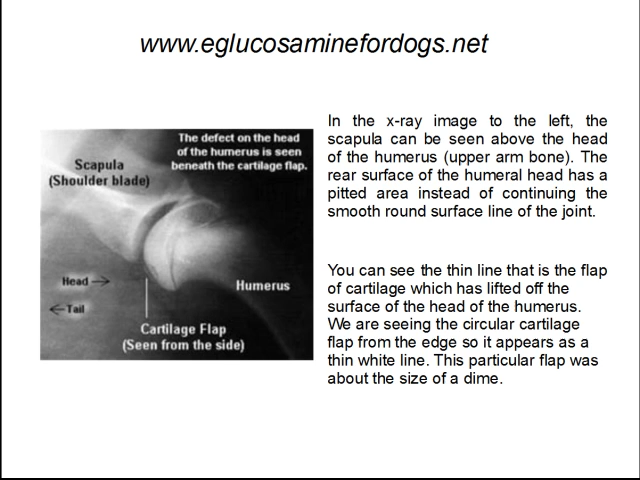 www.eglucosaminefordogs.net
The defect on the head
of the humerus is seen
beneath the cartilage flap.
Scapula
(Shoulder blade)
Head →
← Tail
Humerus
Cartilage Flap
(Seen from the side)
In the x-ray image to the left, the
scapula can be seen above the head
of the humerus (upper arm bone). The
rear surface of the humeral head has a
pitted area instead of continuing the
smooth round surface line of the joint.
You can see the thin line that is the flap
of cartilage which has lifted off the
surface of the head of the humerus.
We are seeing the circular cartilage
flap from the edge so it appears as a
thin white line. This particular flap was
about the size of a dime.